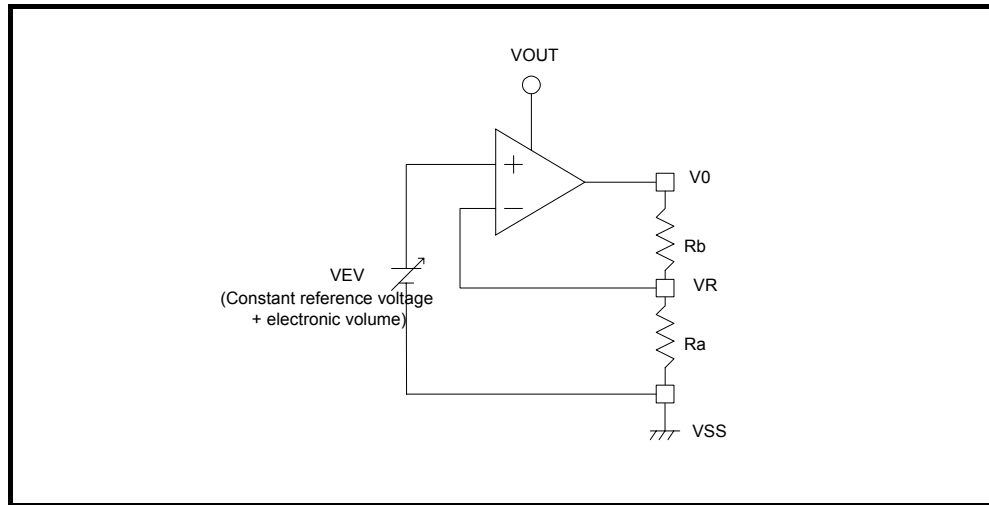 VOUT
+
V0
−
Rb
VEV
VR
(Constant reference voltage
+ electronic volume)
Ra
VSS